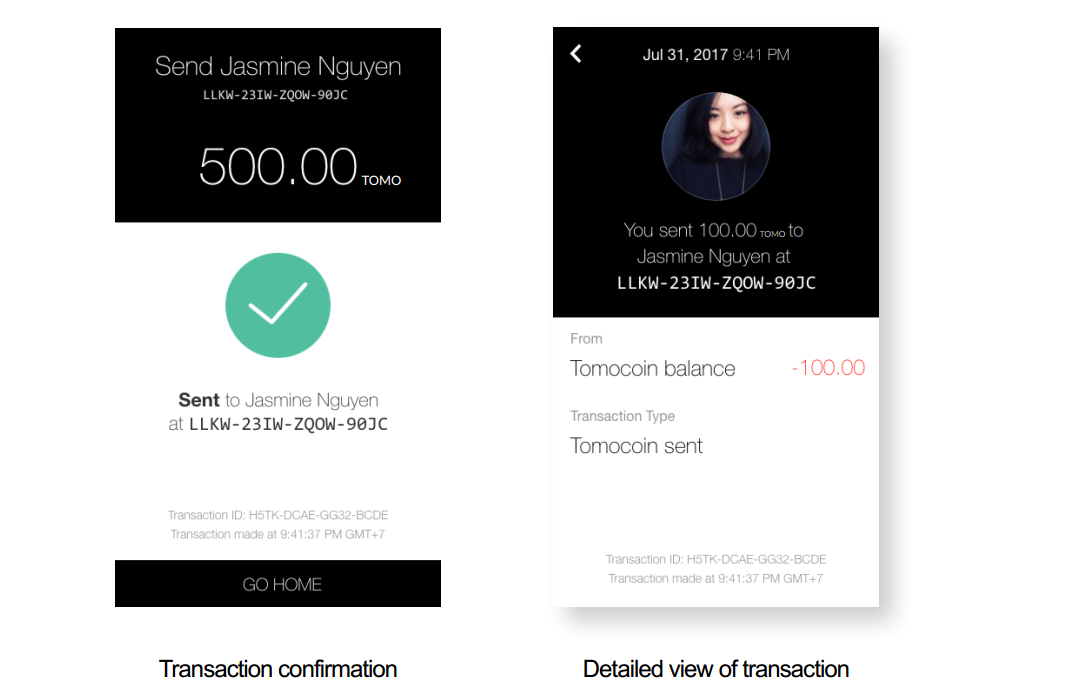 Send Jasmine Nguyen
LLKW-23IW-ZQOW-90JC
500.00 TOMO
Sent to Jasmine Nguyen
at LLKW-23IW-ZQOW-90JC
Transaction ID: H5TK-DCAE-GG32-BCDE
Transaction made at 9:41:37 PM GMT+7
GO HOME
Transaction confirmation
Jul 31, 2017 9:41 PM
You sent 100.00 TOMO to
Jasmine Nguyen at
LLKW-23IW-ZQOW-90JC
From
Tomocoin balance -100.00
Transaction Type
Tomocoin sent
Transaction ID: H5TK-DCAE-GG32-BCDE
Transaction made at 9:41:37 PM GMT+7
Detailed view of transaction